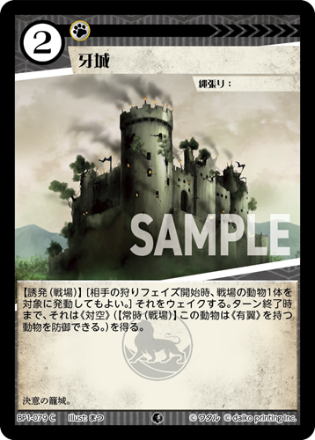 2
牙城
縄張り：
SAMPLE
【誘発（戦場）】［相手の狩りフェイズ開始時、戦場の動物1体を
対象に発動してもよい。］それをウェイクする。ターン終了時
まで、それは《対空》（【常時（戦場）】この動物は《有翼》を持つ
動物を防御できる。）を得る。
決意の籠城。
BF1-079 C Illust: まつ © ワタル © daiko printing inc.